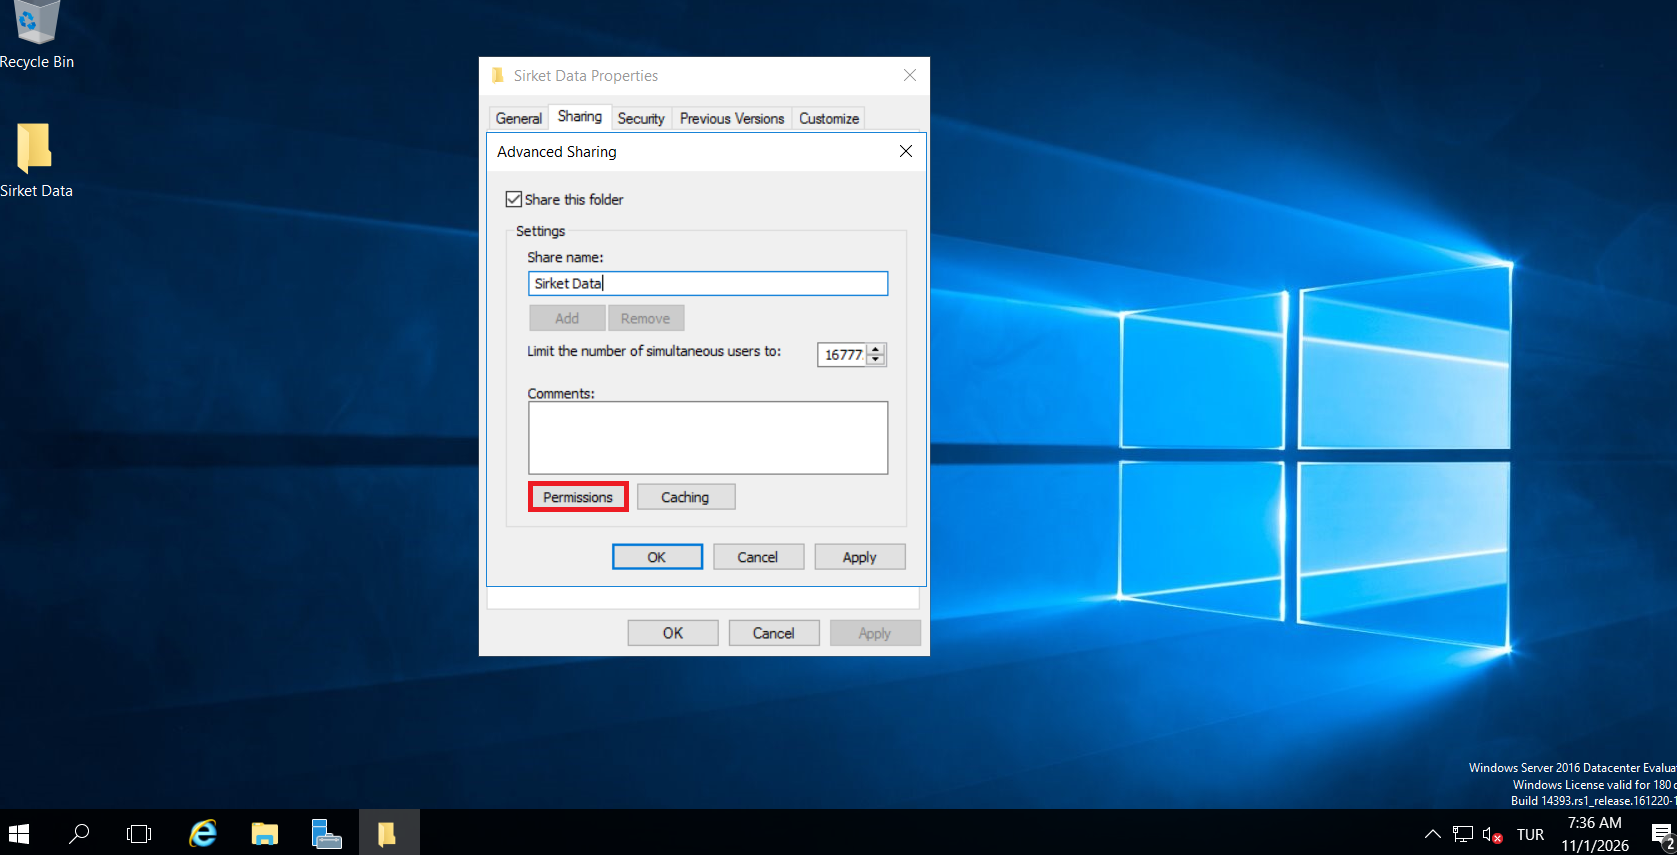 Recycle Bin
Sirket Data
Sirket Data Properties
General Sharing Security Previous Versions Customize
Advanced Sharing
Share this folder
Settings
Share name:
Sirket Data
Add Remove
Limit the number of simultaneous users to:
16777
Comments:
Permissions Caching
OK Cancel Apply
OK Cancel Apply
Windows Server 2016 Datacenter
Windows License valid for 180
Build 14393.rs1_release.161220-1
TUR
7:36 AM
11/1/2026
2